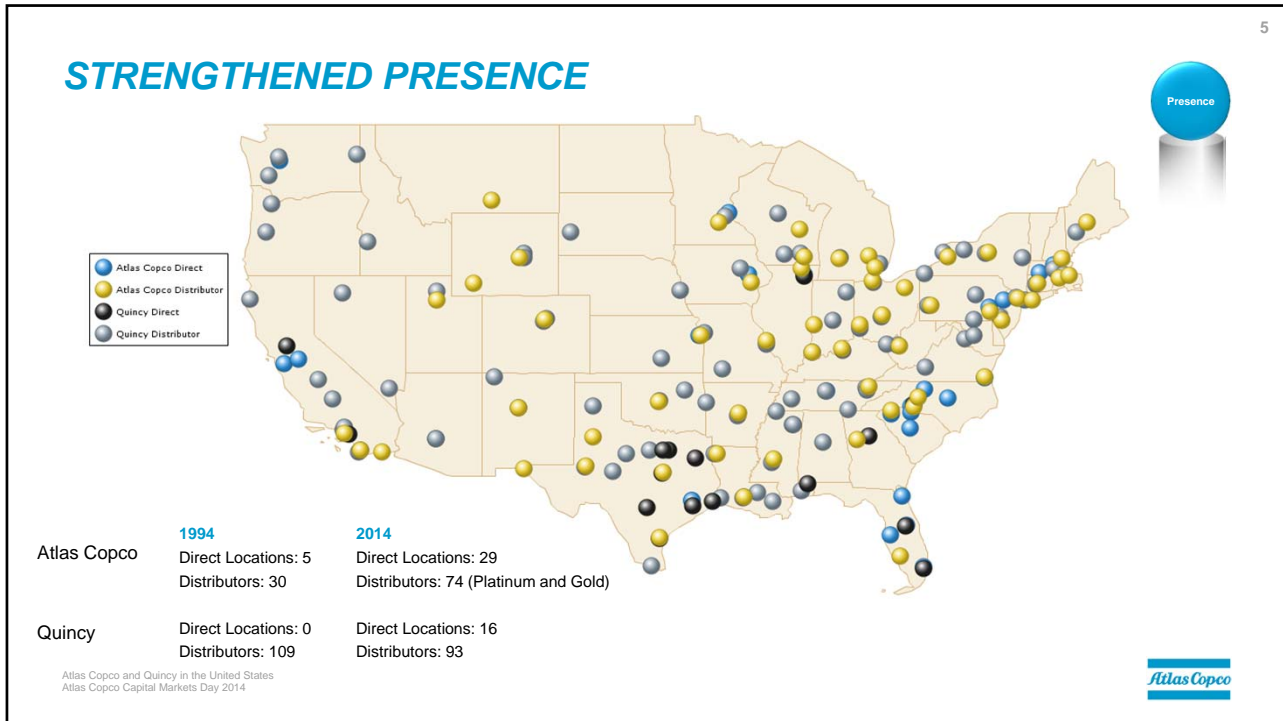 5
STRENGTHENED PRESENCE
Presence
Atlas Copco Direct
Atlas Copco Distributor
Quincy Direct
Quincy Distributor
1994 2014
Atlas Copco Direct Locations: 5 Direct Locations: 29
Distributors: 30 Distributors: 74 (Platinum and Gold)
Quincy Direct Locations: 0 Direct Locations: 16
Distributors: 109 Distributors: 93
Atlas Copco and Quincy in the United States
Atlas Copco Capital Markets Day 2014
Atlas Copco